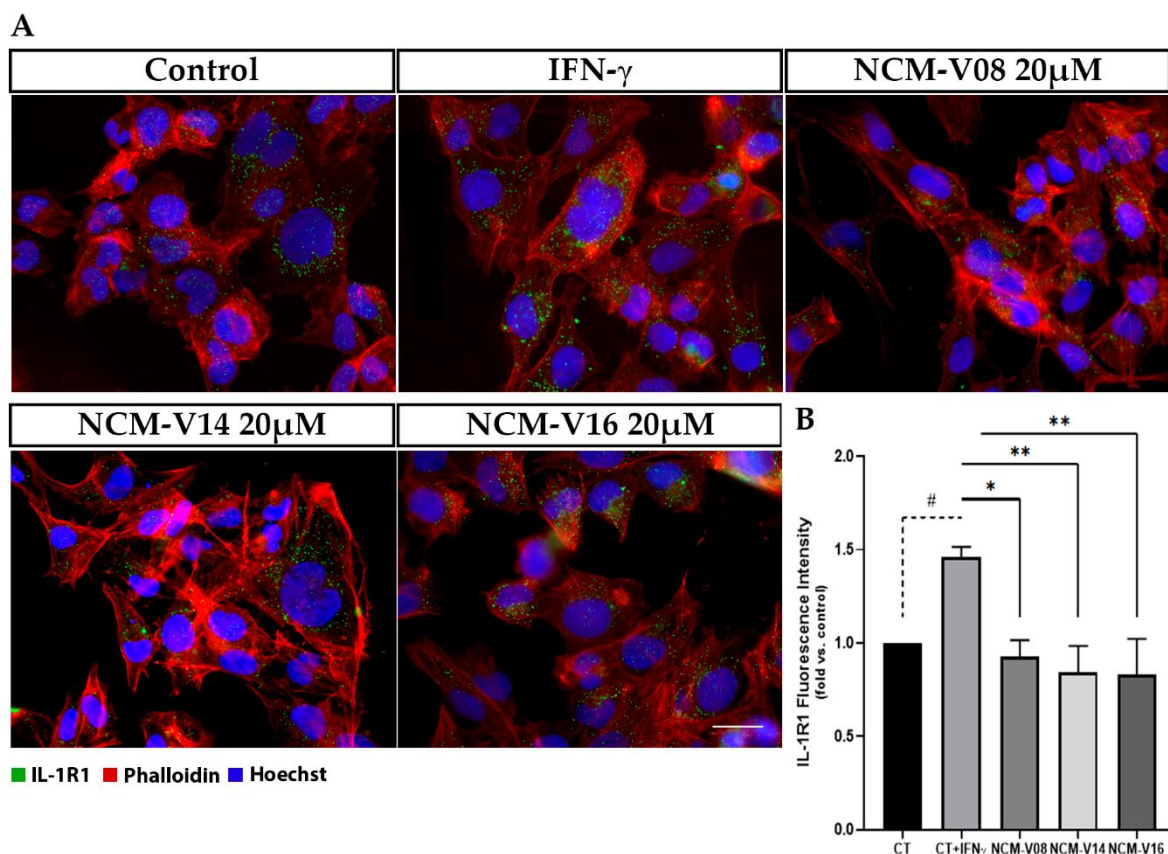 A
Control
IFN-γ
NCM-V08 20μM
NCM-V14 20μM
NCM-V16 20μM
IL-1R1 Phalloidin Hoechst
B
**
**
*
#
IL-1R1 Fluorescence Intensity
(fold vs. control)
2.0
1.5
1.0
0.5
0.0
CT CT+IFNγ NCM-V08 NCM-V14 NCM-V16